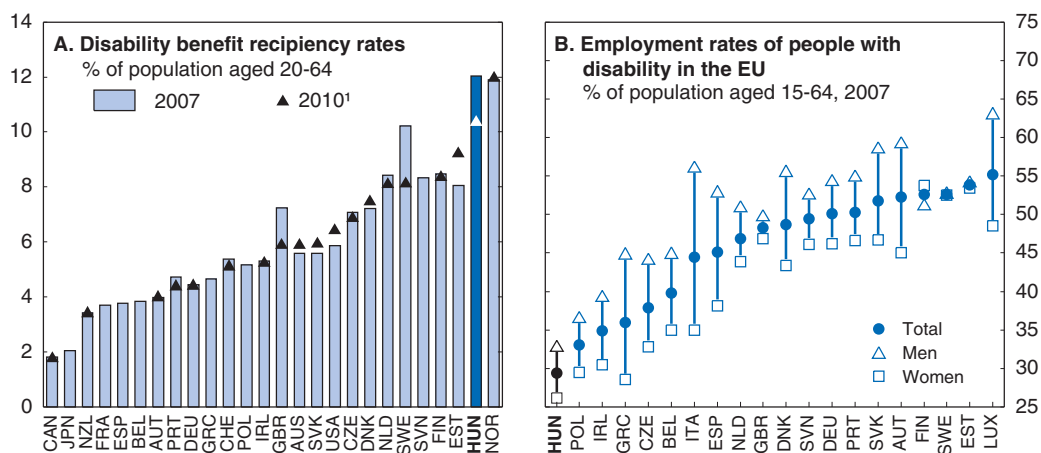 A. Disability benefit recipiency rates
% of population aged 20-64
2007 2010¹
14
12
10
8
6
4
2
0
CAN JPN NZL FRA ESP BEL AUT PRT DEU GRC CHE POL IRL GBR AUS SVK USA CZE DNK NLD SWE SVN FIN EST HUN NOR
B. Employment rates of people with
disability in the EU
% of population aged 15-64, 2007
75
70
65
60
55
50
45
40
35
30
25
Total
Men
Women
HUN POL IRL GRC CZE BEL ITA ESP NLD GBR DNK SVN DEU PRT SVK AUT FIN SWE EST LUX